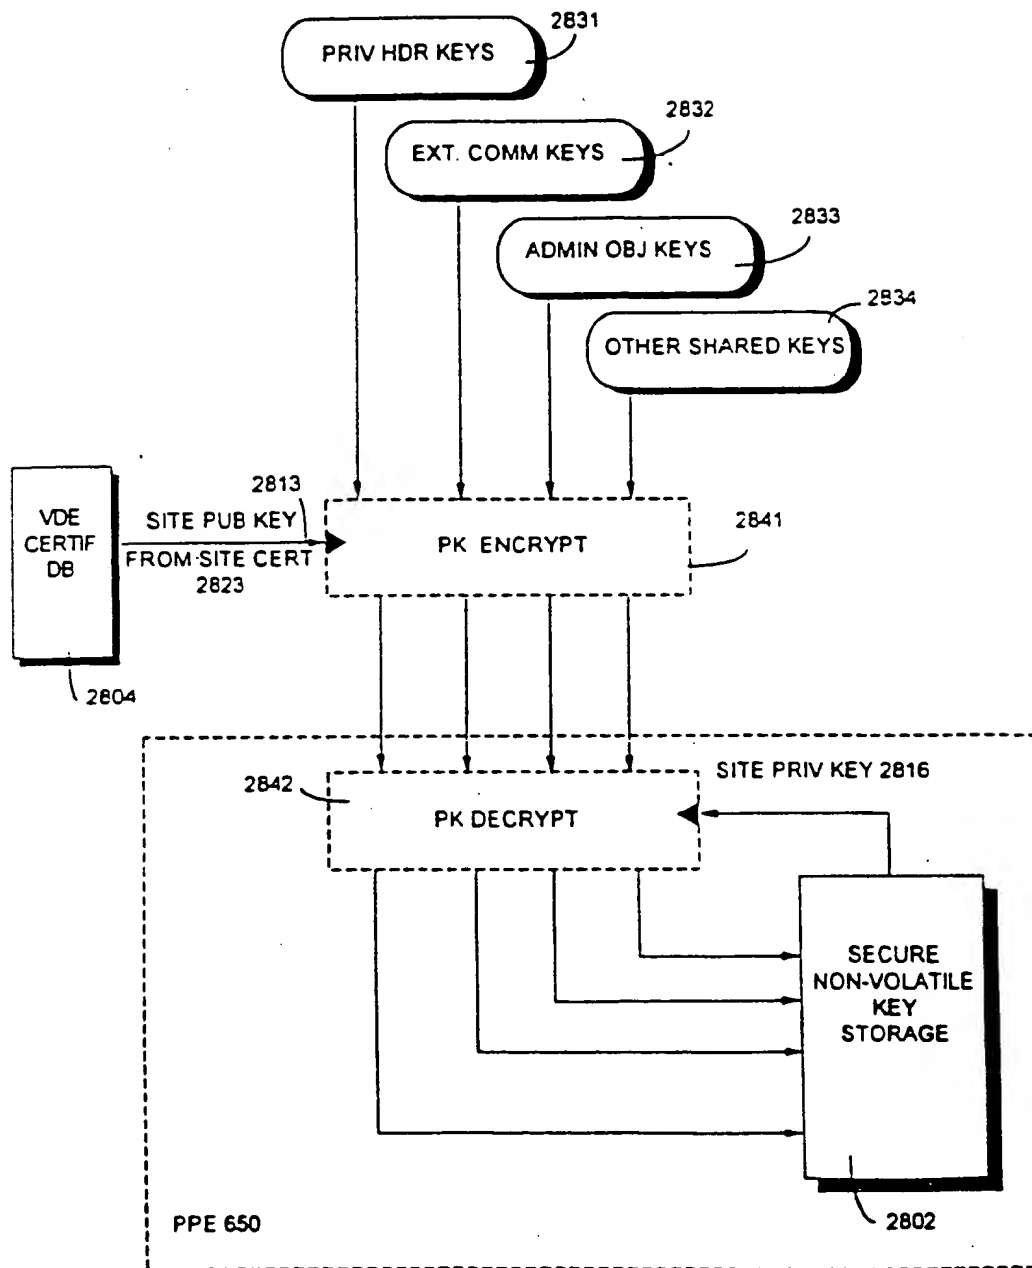 2831
PRIV HDR KEYS
2832
EXT. COMM KEYS
2833
ADMIN OBJ KEYS
2834
OTHER SHARED KEYS
2813
VDE
CERTIF
DB
SITE PUB KEY
FROM SITE CERT
2823
PK ENCRYPT
2841
2804
2842
SITE PRIV KEY 2816
PK DECRYPT
SECURE
NON-VOLATILE
KEY
STORAGE
PPE 650
2802